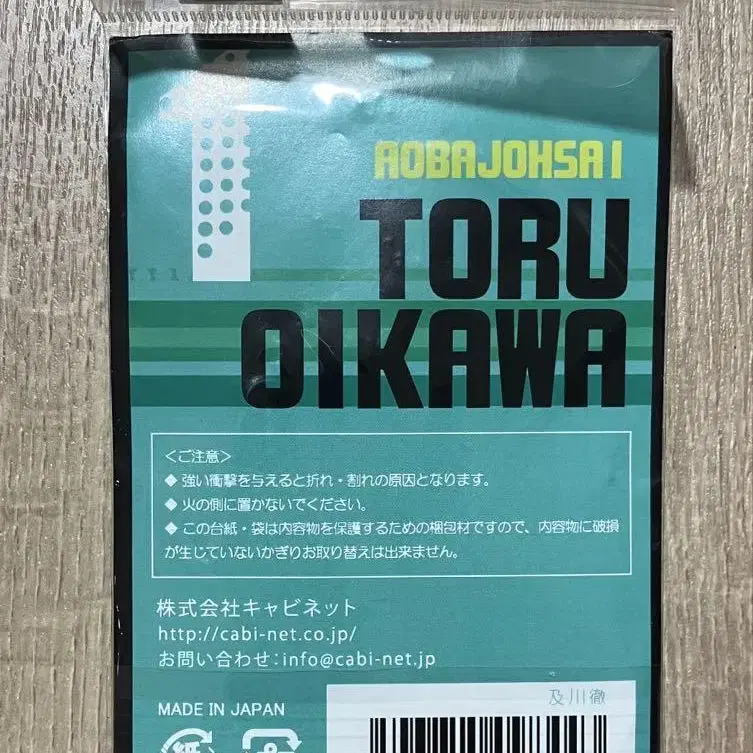 AOBAJOHSAI
TORU
OIKAWA
＜ご注意＞
◆ 強い衝撃を与えると折れ・割れの原因となります。
◆ 火の側に置かないでください。
◆ この台紙・袋は内容物を保護するための梱包材ですので、内容物に破損
が生じていないかぎりお取り替えは出来ません。
株式会社キャビネット
http://cabi-net.co.jp/
お問い合わせ：info@cabi-net.jp
及川徹
MADE IN JAPAN